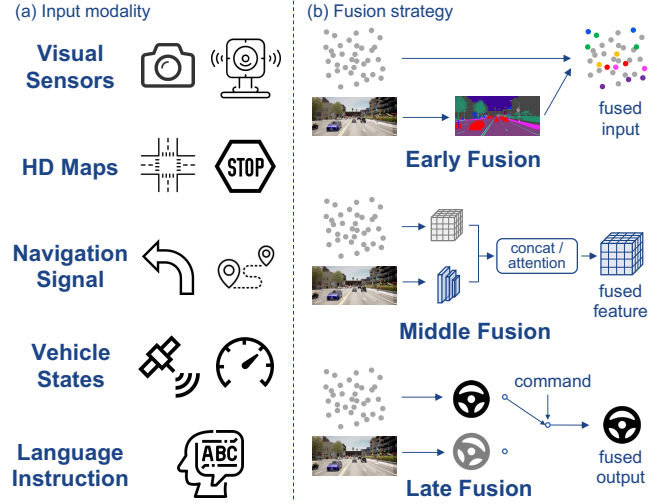 (a) Input modality
Visual
Sensors
HD Maps
STOP
Navigation
Signal
Vehicle
States
Language
Instruction
ABC
(b) Fusion strategy
fused
input
Early Fusion
concat /
attention
fused
feature
Middle Fusion
command
fused
output
Late Fusion